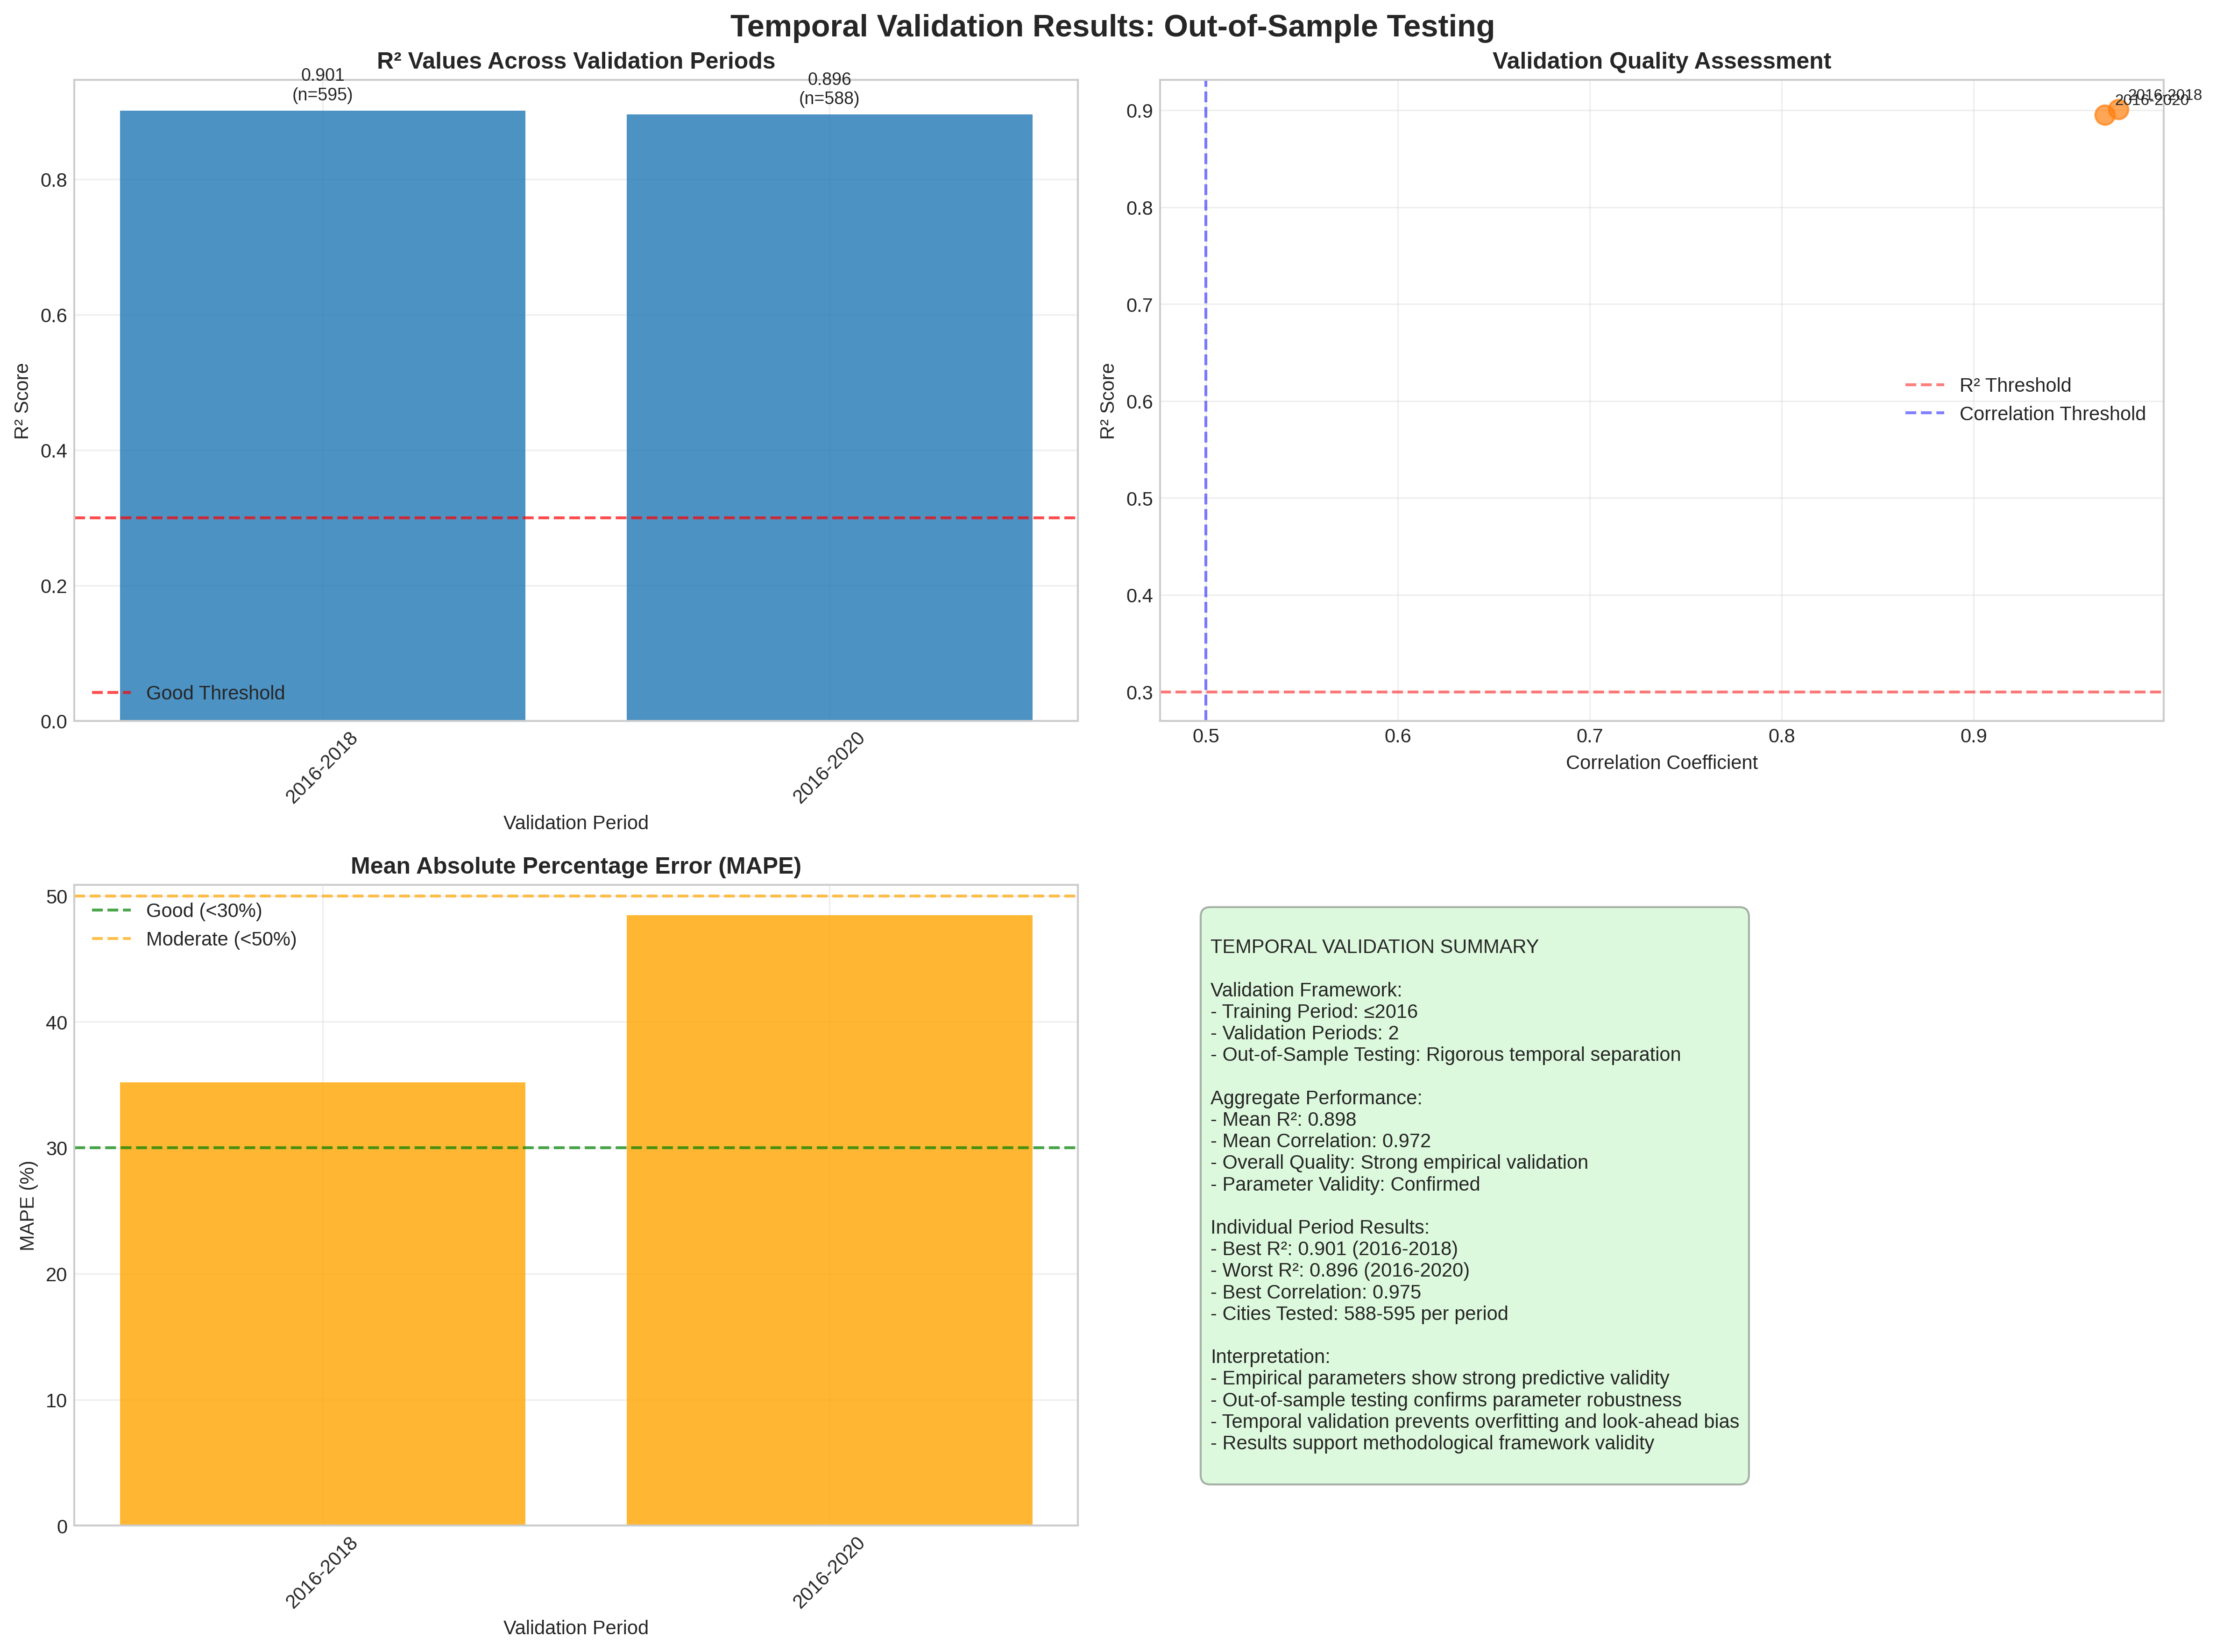 Temporal Validation Results: Out-of-Sample Testing
R² Values Across Validation Periods
0.901
(n=595)
0.896
(n=588)
R² Score
0.8
0.6
0.4
0.2
0.0
Good Threshold
2016-2018
2016-2020
Validation Period
Validation Quality Assessment
2016-2018
2016-2020
R² Score
0.9
0.8
0.7
0.6
0.5
0.4
0.3
R² Threshold
Correlation Threshold
0.5
0.6
0.7
0.8
0.9
Correlation Coefficient
Mean Absolute Percentage Error (MAPE)
MAPE (%)
50
40
30
20
10
0
Good (<30%)
Moderate (<50%)
2016-2018
2016-2020
Validation Period
TEMPORAL VALIDATION SUMMARY
Validation Framework:
- Training Period: ≤2016
- Validation Periods: 2
- Out-of-Sample Testing: Rigorous temporal separation
Aggregate Performance:
- Mean R²: 0.898
- Mean Correlation: 0.972
- Overall Quality: Strong empirical validation
- Parameter Validity: Confirmed
Individual Period Results:
- Best R²: 0.901 (2016-2018)
- Worst R²: 0.896 (2016-2020)
- Best Correlation: 0.975
- Cities Tested: 588-595 per period
Interpretation:
- Empirical parameters show strong predictive validity
- Out-of-sample testing confirms parameter robustness
- Temporal validation prevents overfitting and look-ahead bias
- Results support methodological framework validity